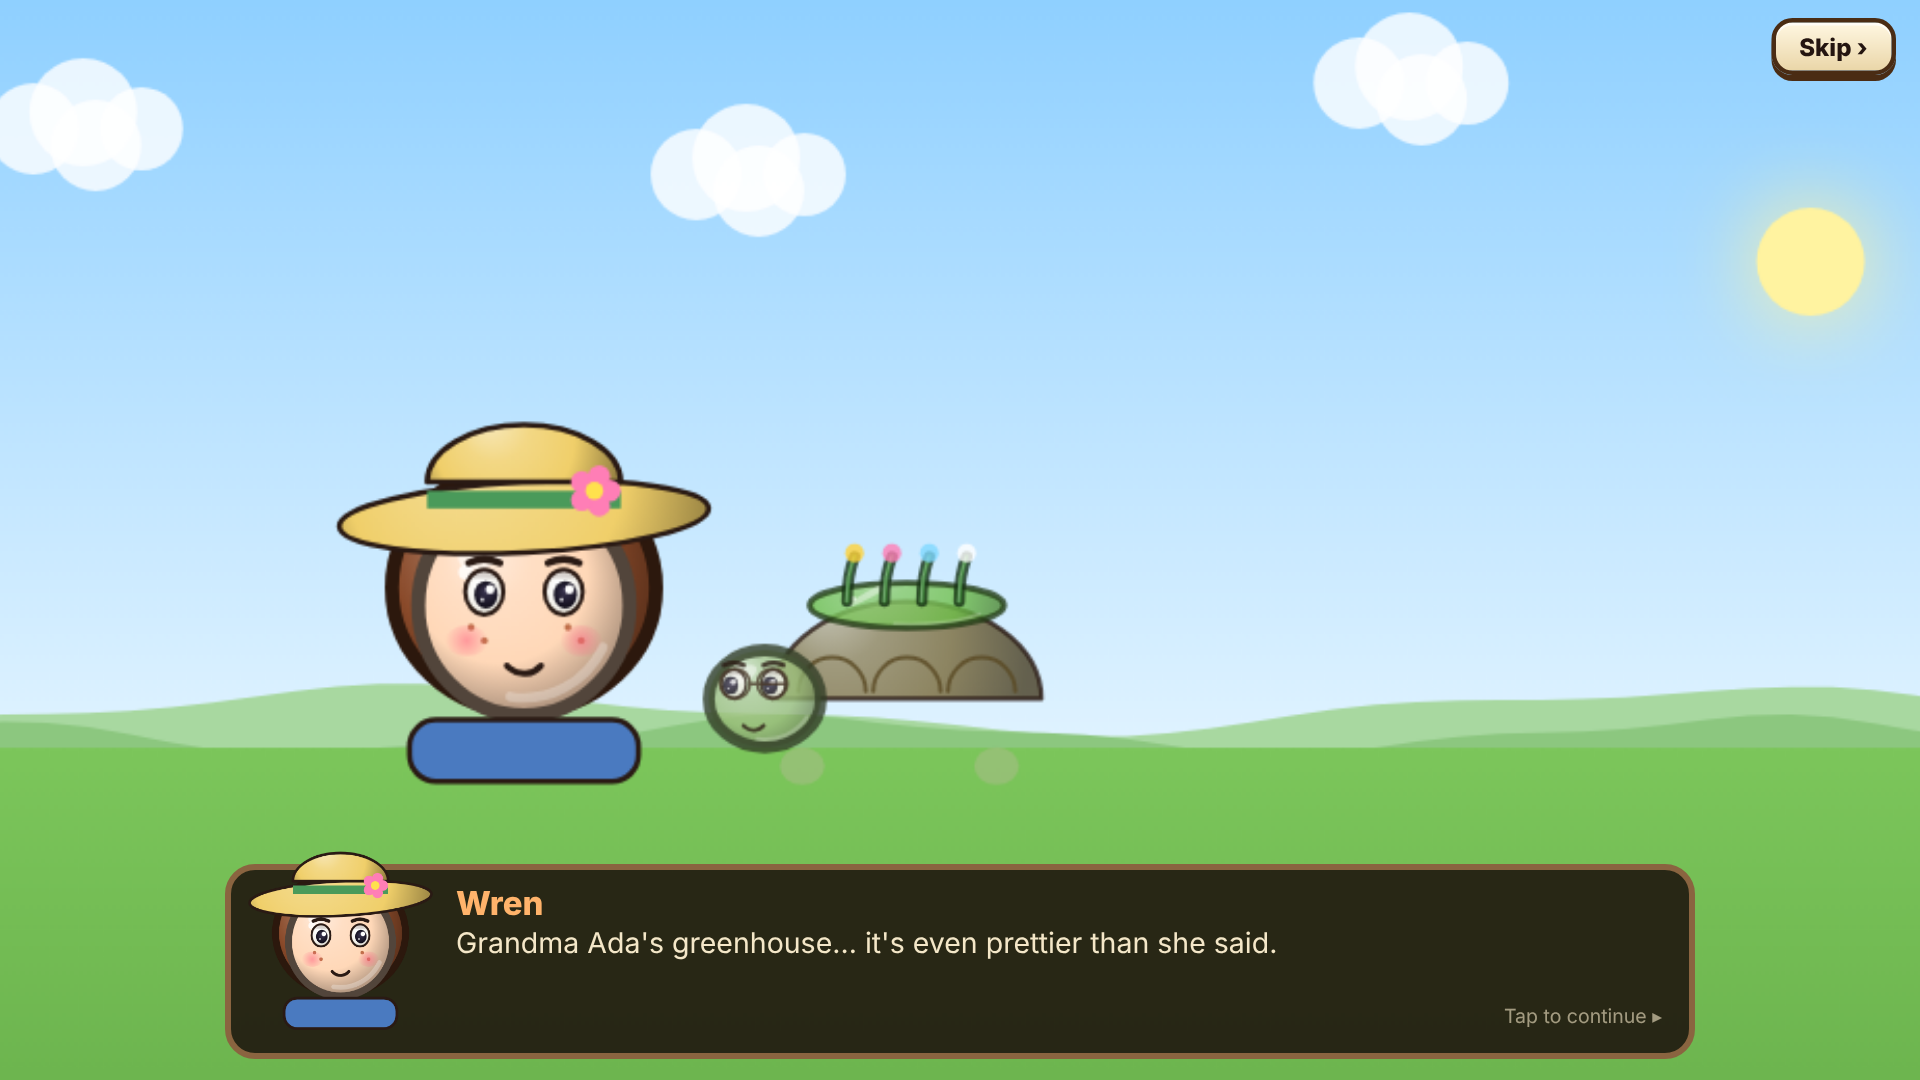 Skip ›
Wren
Grandma Ada's greenhouse... it's even prettier than she said.
Tap to continue ▸